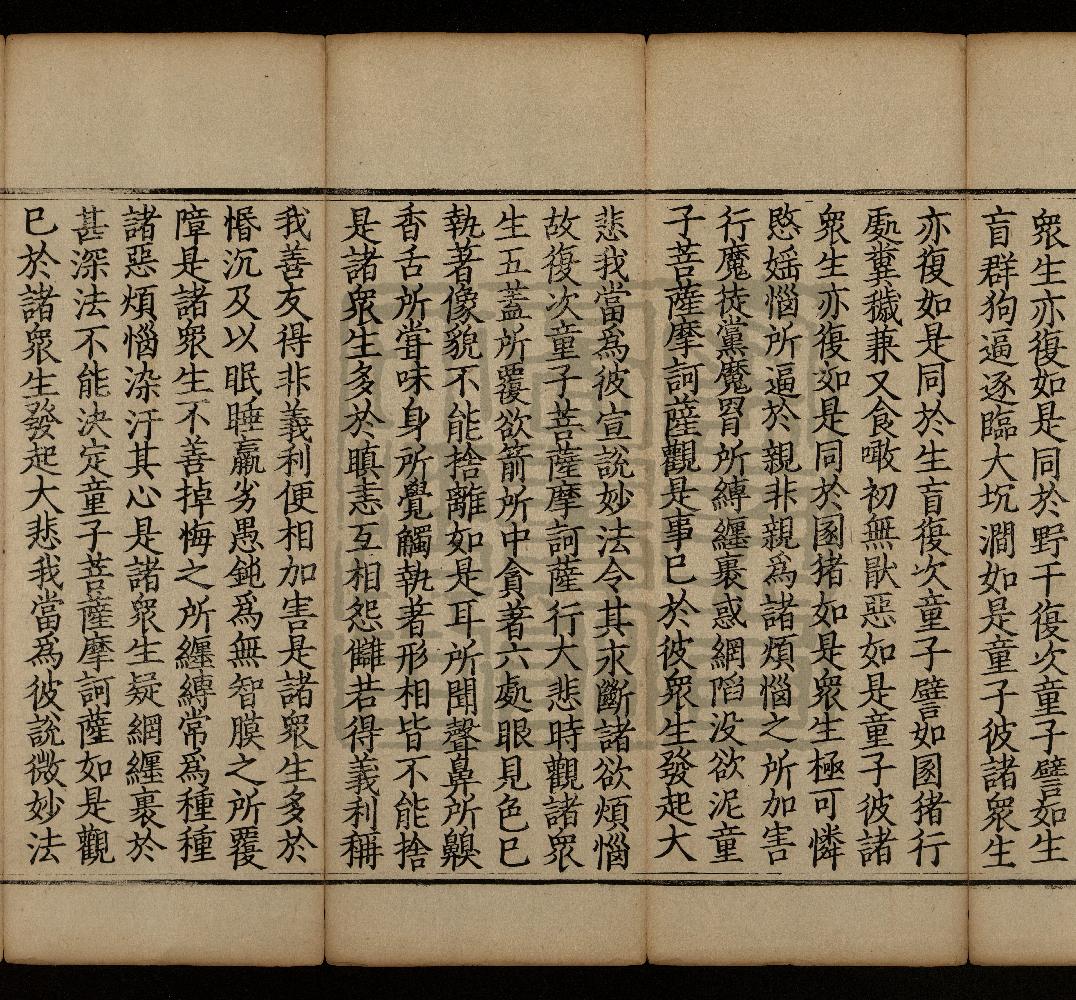 衆生亦復如是同於野干復次童子譬如生
盲群狗逼逐臨大坑澗如是童子彼諸衆生
亦復如是同於生盲復次童子譬如圂猪行
處糞穢兼又食噉初無猒惡如是童子彼諸
衆生亦復如是同於圂猪如是衆生極可憐
愍婬惱所逼於親非親爲諸煩惱之所加害
行魔徒黨魔罥所縛纒裹惑網陷没欲泥童
子菩薩摩訶薩觀是事已於彼衆生發起大
悲我當爲彼宣說妙法令其求斷諸欲煩惱
故復次童子菩薩摩訶薩行大悲時觀諸衆
生五蓋所覆欲箭所中貪著六處眼見色已
執著像貌不能捨離如是耳所聞聲鼻所齅
香舌所甞味身所覺觸執著形相皆不能捨
是諸衆生多於瞋恚互相怨讎若得義利稱
我善友得非義利便相加害是諸衆生多於
惛沉及以眠睡羸劣愚鈍爲無智膜之所覆
障是諸衆生不善掉悔之所纒縛常爲種種
諸惡煩惱染汙其心是諸衆生疑網纒裹於
甚深法不能決定童子菩薩摩訶薩如是觀
已於諸衆生發起大悲我當爲彼說微妙法